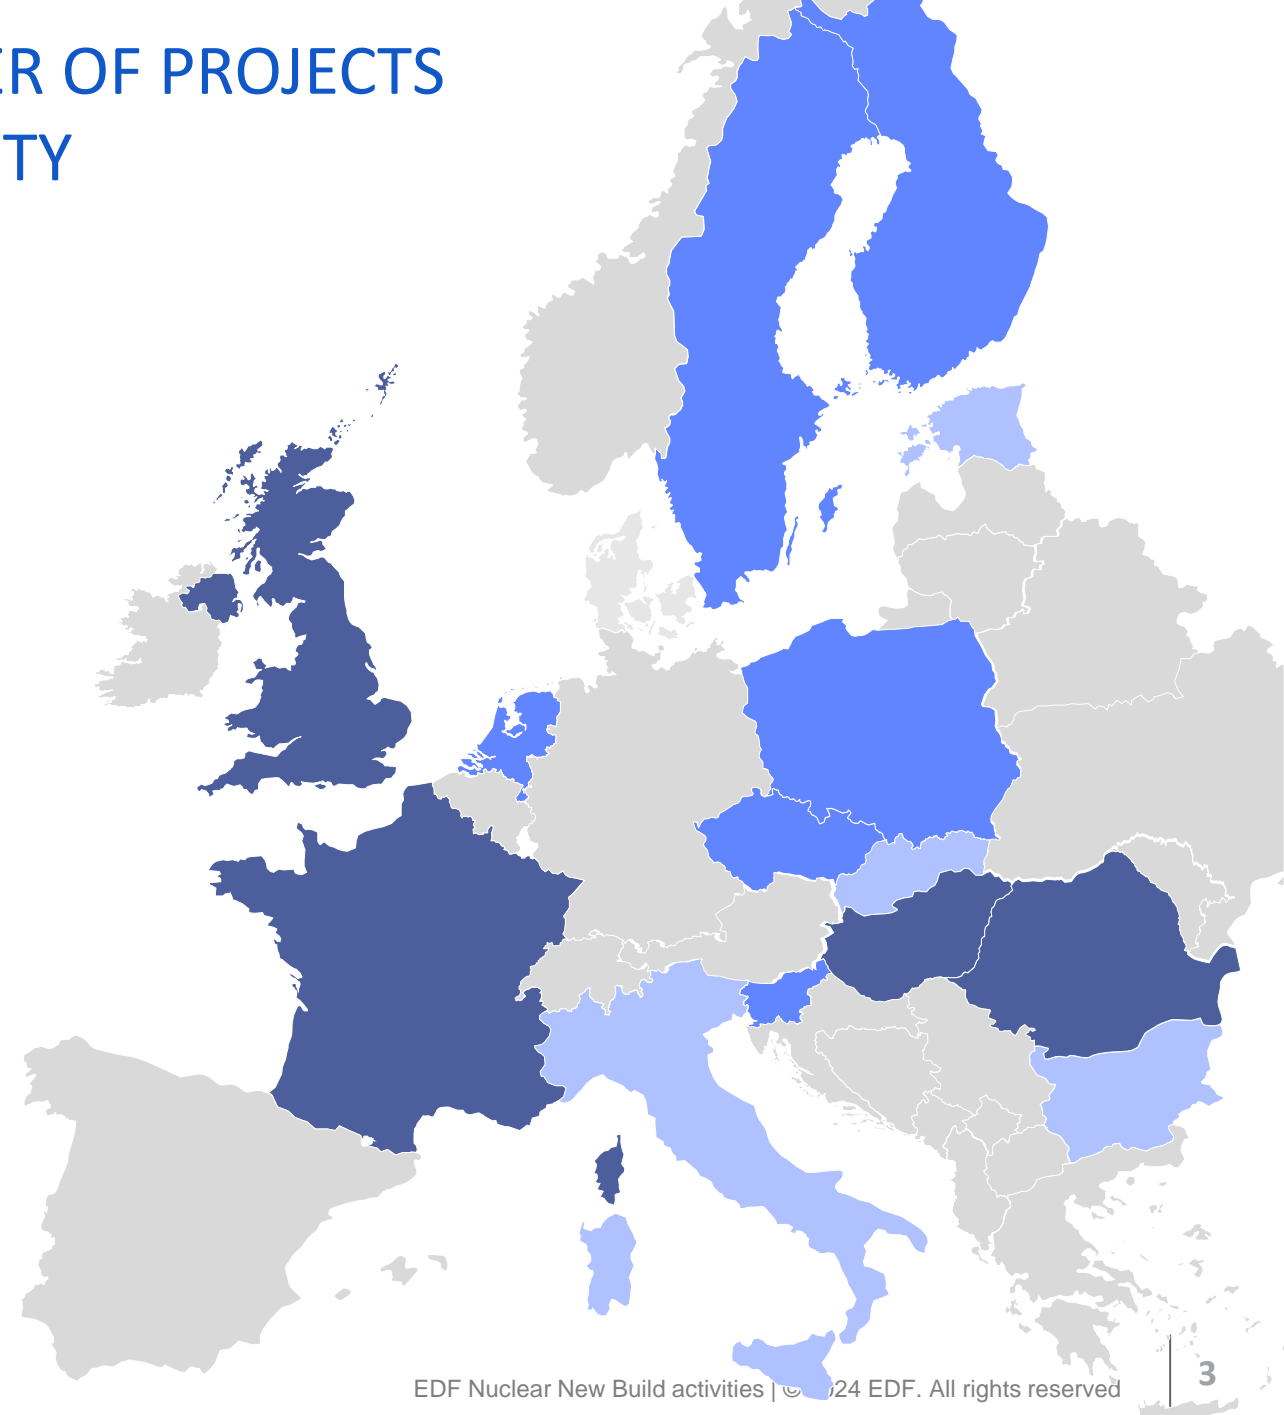 ER OF PROJECTS
TY
EDF Nuclear New Build activities | © 24 EDF. All rights reserved
3